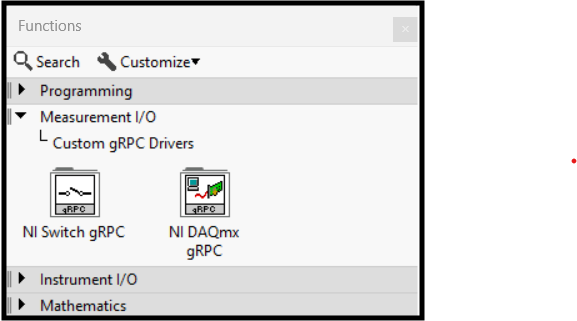 Functions
Search Customize
Programming
Measurement I/O
Custom gRPC Drivers
gRPC gRPC
NI Switch gRPC NI DAQmx
gRPC
Instrument I/O
Mathematics